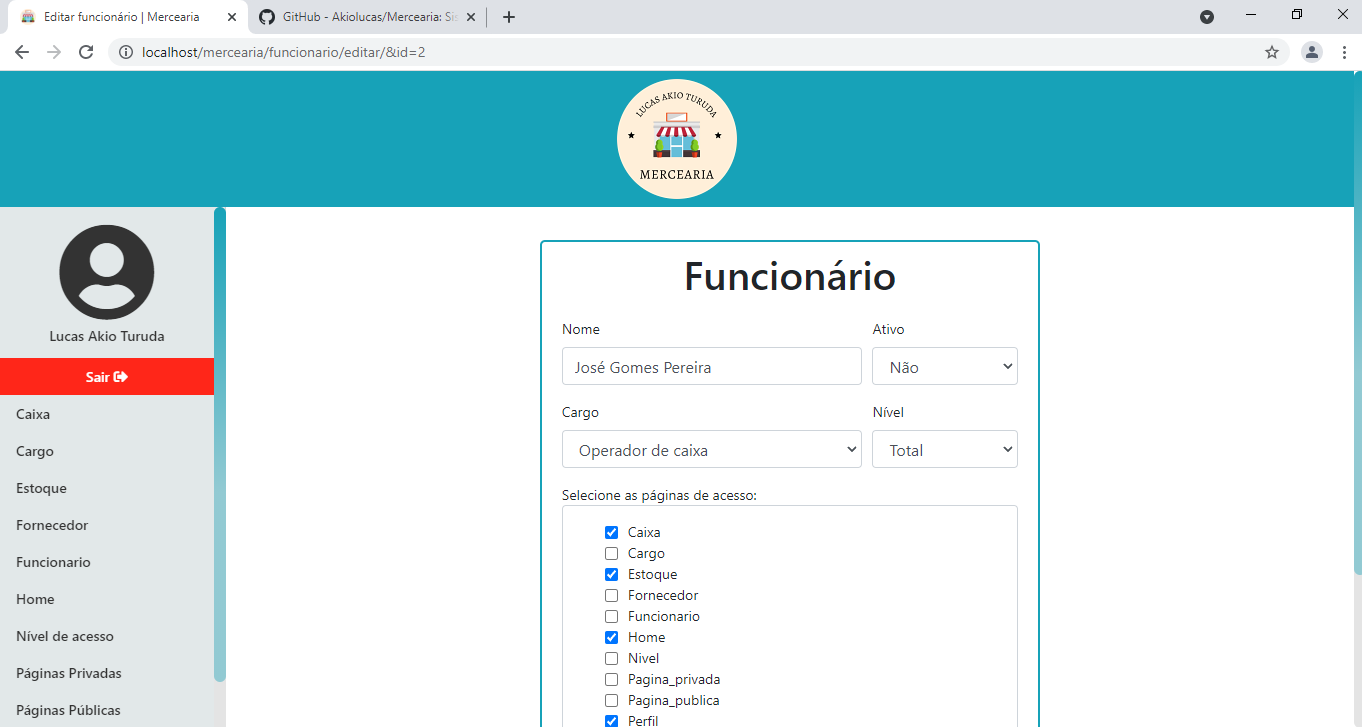 Editar funcionário | Mercearia
GitHub - Akiolucas/Mercearia: Sis
localhost/mercearia/funcionario/editar/&id=2
LUCAS AKIO TURUDA
MERCEARIA
Lucas Akio Turuda
Sair
Caixa
Cargo
Estoque
Fornecedor
Funcionario
Home
Nível de acesso
Páginas Privadas
Páginas Públicas
Funcionário
Nome
Ativo
José Gomes Pereira
Não
Cargo
Nível
Operador de caixa
Total
Selecione as páginas de acesso:
Caixa
Cargo
Estoque
Fornecedor
Funcionario
Home
Nivel
Pagina_privada
Pagina_publica
Perfil